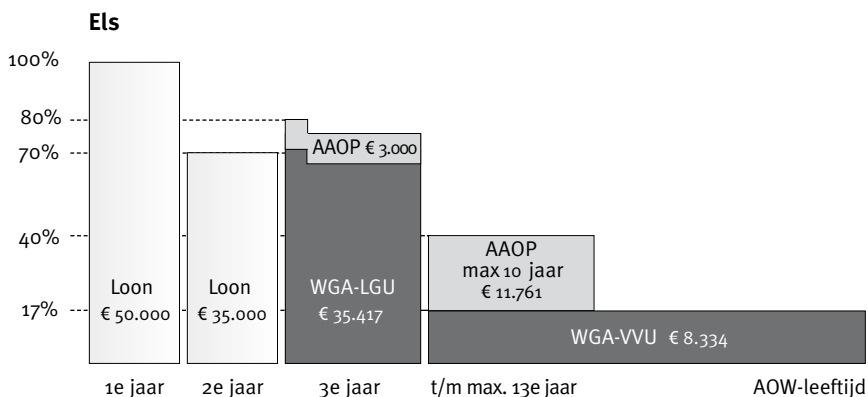 Els
100%
80%
70%
40%
17%
Loon
€ 50.000
Loon
€ 35.000
AAOP € 3.000
WGA-LGU
€ 35.417
AAOP
max 10 jaar
€ 11.761
WGA-VVU € 8.334
1e jaar
2e jaar
3e jaar
t/m max. 13e jaar
AOW-leeftijd